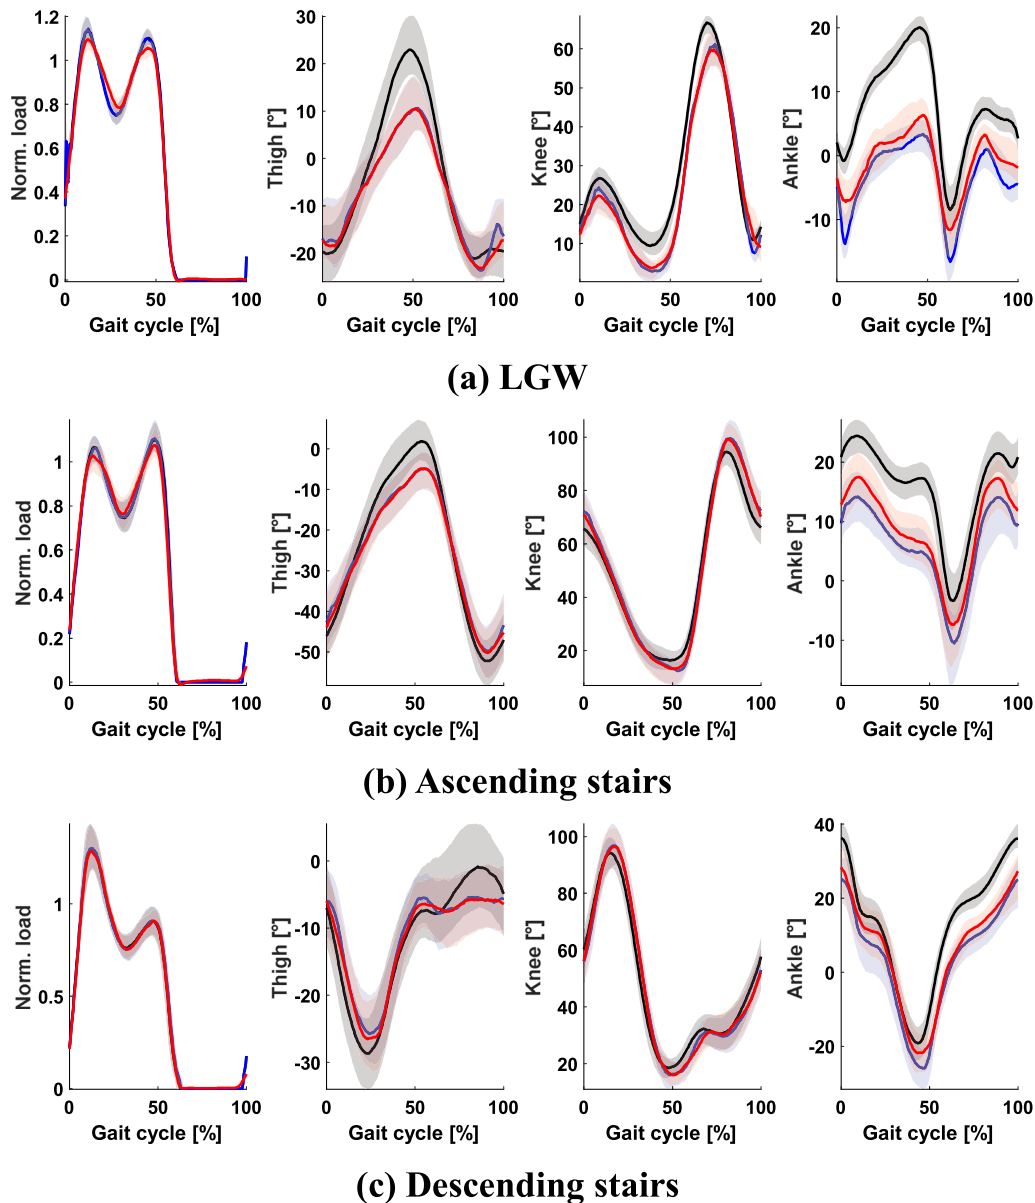 1.2
1
0.8
0.6
0.4
0.2
0
Norm. load
0 50 100
Gait cycle [%]
30
20
10
0
-10
-20
Thigh [°]
0 50 100
Gait cycle [%]
60
50
40
30
20
10
Knee [°]
0 50 100
Gait cycle [%]
20
10
0
-10
Ankle [°]
0 50 100
Gait cycle [%]
(a) LGW
1
0.8
0.6
0.4
0.2
0
Norm. load
0 50 100
Gait cycle [%]
0
-10
-20
-30
-40
-50
Thigh [°]
0 50 100
Gait cycle [%]
100
80
60
40
20
Knee [°]
0 50 100
Gait cycle [%]
20
10
0
-10
Ankle [°]
0 50 100
Gait cycle [%]
(b) Ascending stairs
1
0.5
0
Norm. load
0 50 100
Gait cycle [%]
0
-10
-20
-30
Thigh [°]
0 50 100
Gait cycle [%]
100
80
60
40
20
Knee [°]
0 50 100
Gait cycle [%]
40
20
0
-20
Ankle [°]
0 50 100
Gait cycle [%]
(c) Descending stairs